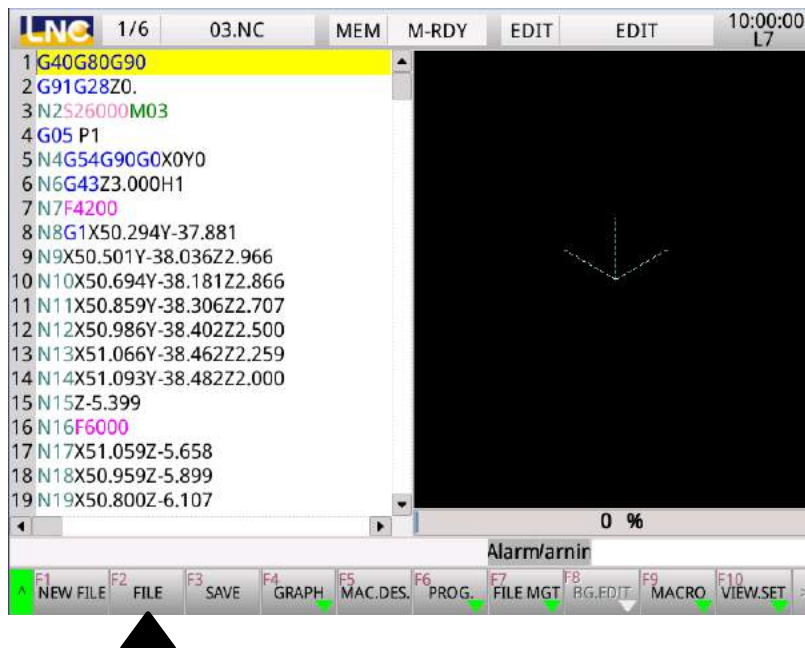 LNC 1/6 03.NC MEM M-RDY EDIT EDIT 10:00:00
L7
1 G40G80G90
2 G91G28Z0.
3 N2S26000M03
4 G05 P1
5 N4G54G90G0X0Y0
6 N6G43Z3.000H1
7 N7F4200
8 N8G1X50.294Y-37.881
9 N9X50.501Y-38.036Z2.966
10 N10X50.694Y-38.181Z2.866
11 N11X50.859Y-38.306Z2.707
12 N12X50.986Y-38.402Z2.500
13 N13X51.066Y-38.462Z2.259
14 N14X51.093Y-38.482Z2.000
15 N15Z-5.399
16 N16F6000
17 N17X51.059Z-5.658
18 N18X50.959Z-5.899
19 N19X50.800Z-6.107
0 %
Alarm/arnin
F1 F2 F3 F4 F5 F6 F7 F8 F9 F10
^ NEW FILE FILE SAVE GRAPH MAC.DES. PROG. FILE MGT BG.EDIT MACRO VIEW.SET >